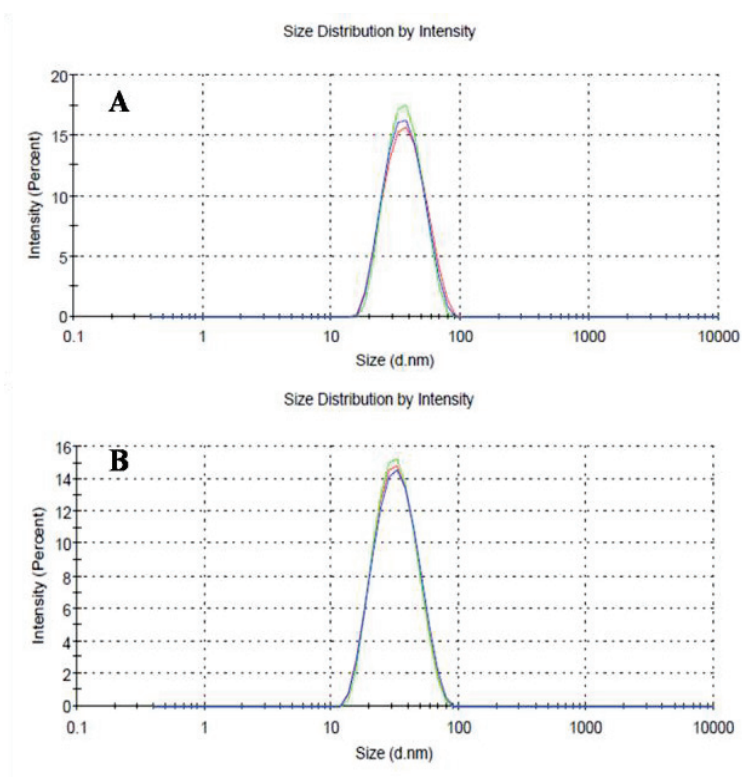 Size Distribution by Intensity
A
Intensity (Percent)
20
15
10
5
0
0.1 1 10 100 1000 10000
Size (d.nm)
Size Distribution by Intensity
B
Intensity (Percent)
16
14
12
10
8
6
4
2
0
0.1 1 10 100 1000 10000
Size (d.nm)